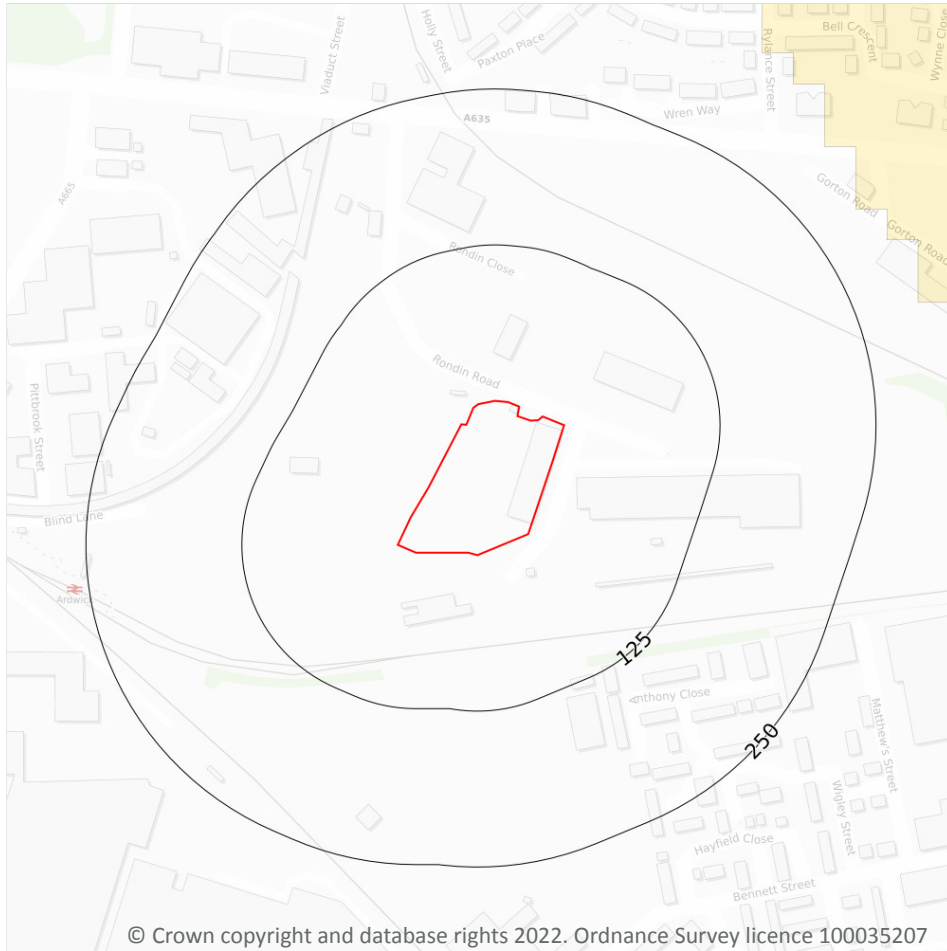 Bell Crescent
Wynne Close
Holly Street
Viaduct Street
Paxton Place
Rylance Street
Wren Way
A635
A665
Gorton Road
Gorton Road
Rondin Close
Rondin Road
Pittbrook Street
Blind Lane
Ardwick
125
Anthony Close
250
Matthew's Street
Wigley Street
Hayfield Close
Bennett Street
© Crown copyright and database rights 2022. Ordnance Survey licence 100035207